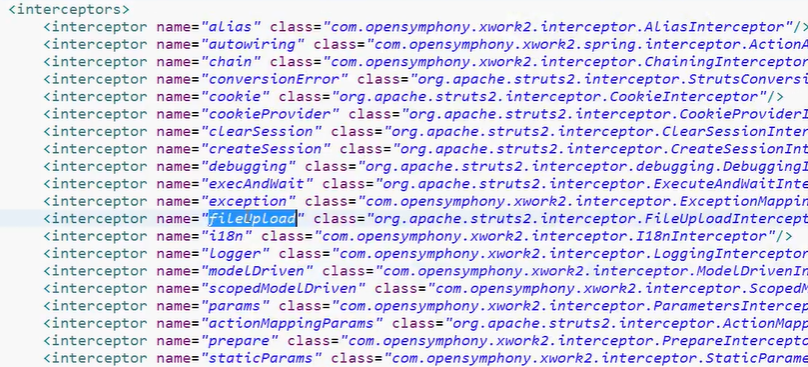 <interceptors>
<interceptor name="alias" class="com.opensymphony.xwork2.interceptor.AliasInterceptor"/>
<interceptor name="autowiring" class="com.opensymphony.xwork2.spring.interceptor.ActionA
<interceptor name="chain" class="com.opensymphony.xwork2.interceptor.ChainingIntercepto
<interceptor name="conversionError" class="org.apache.struts2.interceptor.StrutsConversi
<interceptor name="cookie" class="org.apache.struts2.interceptor.CookieInterceptor"/>
<interceptor name="cookieProvider" class="org.apache.struts2.interceptor.CookieProviderI
<interceptor name="clearSession" class="org.apache.struts2.interceptor.ClearSessionInter
<interceptor name="createSession" class="org.apache.struts2.interceptor.CreateSessionInt
<interceptor name="debugging" class="org.apache.struts2.interceptor.debugging.DebuggingI
<interceptor name="execAndWait" class="org.apache.struts2.interceptor.ExecuteAndWaitInte
<interceptor name="exception" class="com.opensymphony.xwork2.interceptor.ExceptionMappin
<interceptor name="fileUpload" class="org.apache.struts2.interceptor.FileUploadIntercept
<interceptor name="i18n" class="com.opensymphony.xwork2.interceptor.I18nInterceptor"/>
<interceptor name="logger" class="com.opensymphony.xwork2.interceptor.LoggingInterceptor
<interceptor name="modelDriven" class="com.opensymphony.xwork2.interceptor.ModelDrivenIn
<interceptor name="scopedModelDriven" class="com.opensymphony.xwork2.interceptor.ScopedM
<interceptor name="params" class="com.opensymphony.xwork2.interceptor.ParametersIntercep
<interceptor name="actionMappingParams" class="org.apache.struts2.interceptor.ActionMapp
<interceptor name="prepare" class="com.opensymphony.xwork2.interceptor.PrepareIntercepto
<interceptor name="staticParams" class="com.opensymphony.xwork2.interceptor.StaticParame